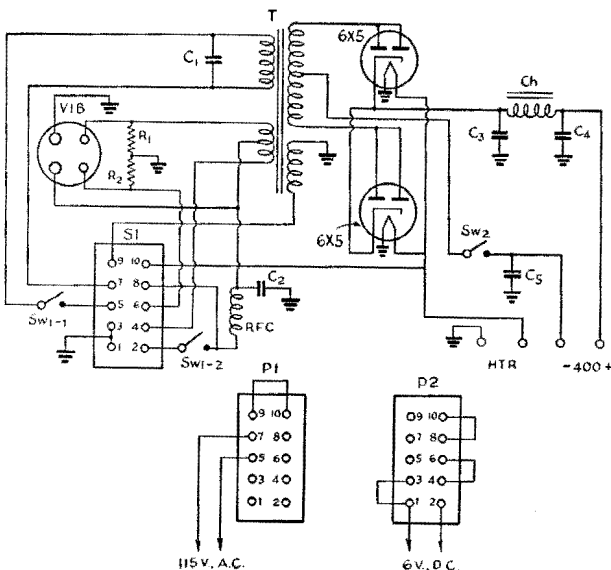 T
6X5
C1
VIB
R1
R2
Ch
C3
C4
6X5
S1
9 10
7 8
5 6
3 4
1 2
Sw1-1
Sw1-2
C2
RFC
Sw2
C5
HTR
-400+
P1
9 10
7 8
5 6
3 4
1 2
115V, A.C.
P2
9 10
7 8
5 6
3 4
1 2
6V., D.C.